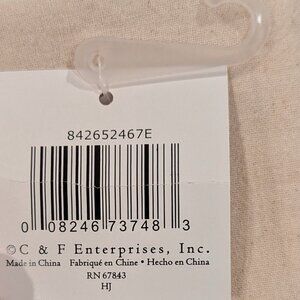 842652467E
0 08246 73748 3
©C & F Enterprises, Inc.
Made in China Fabriqué en Chine • Hecho en China
RN 67843
HJ